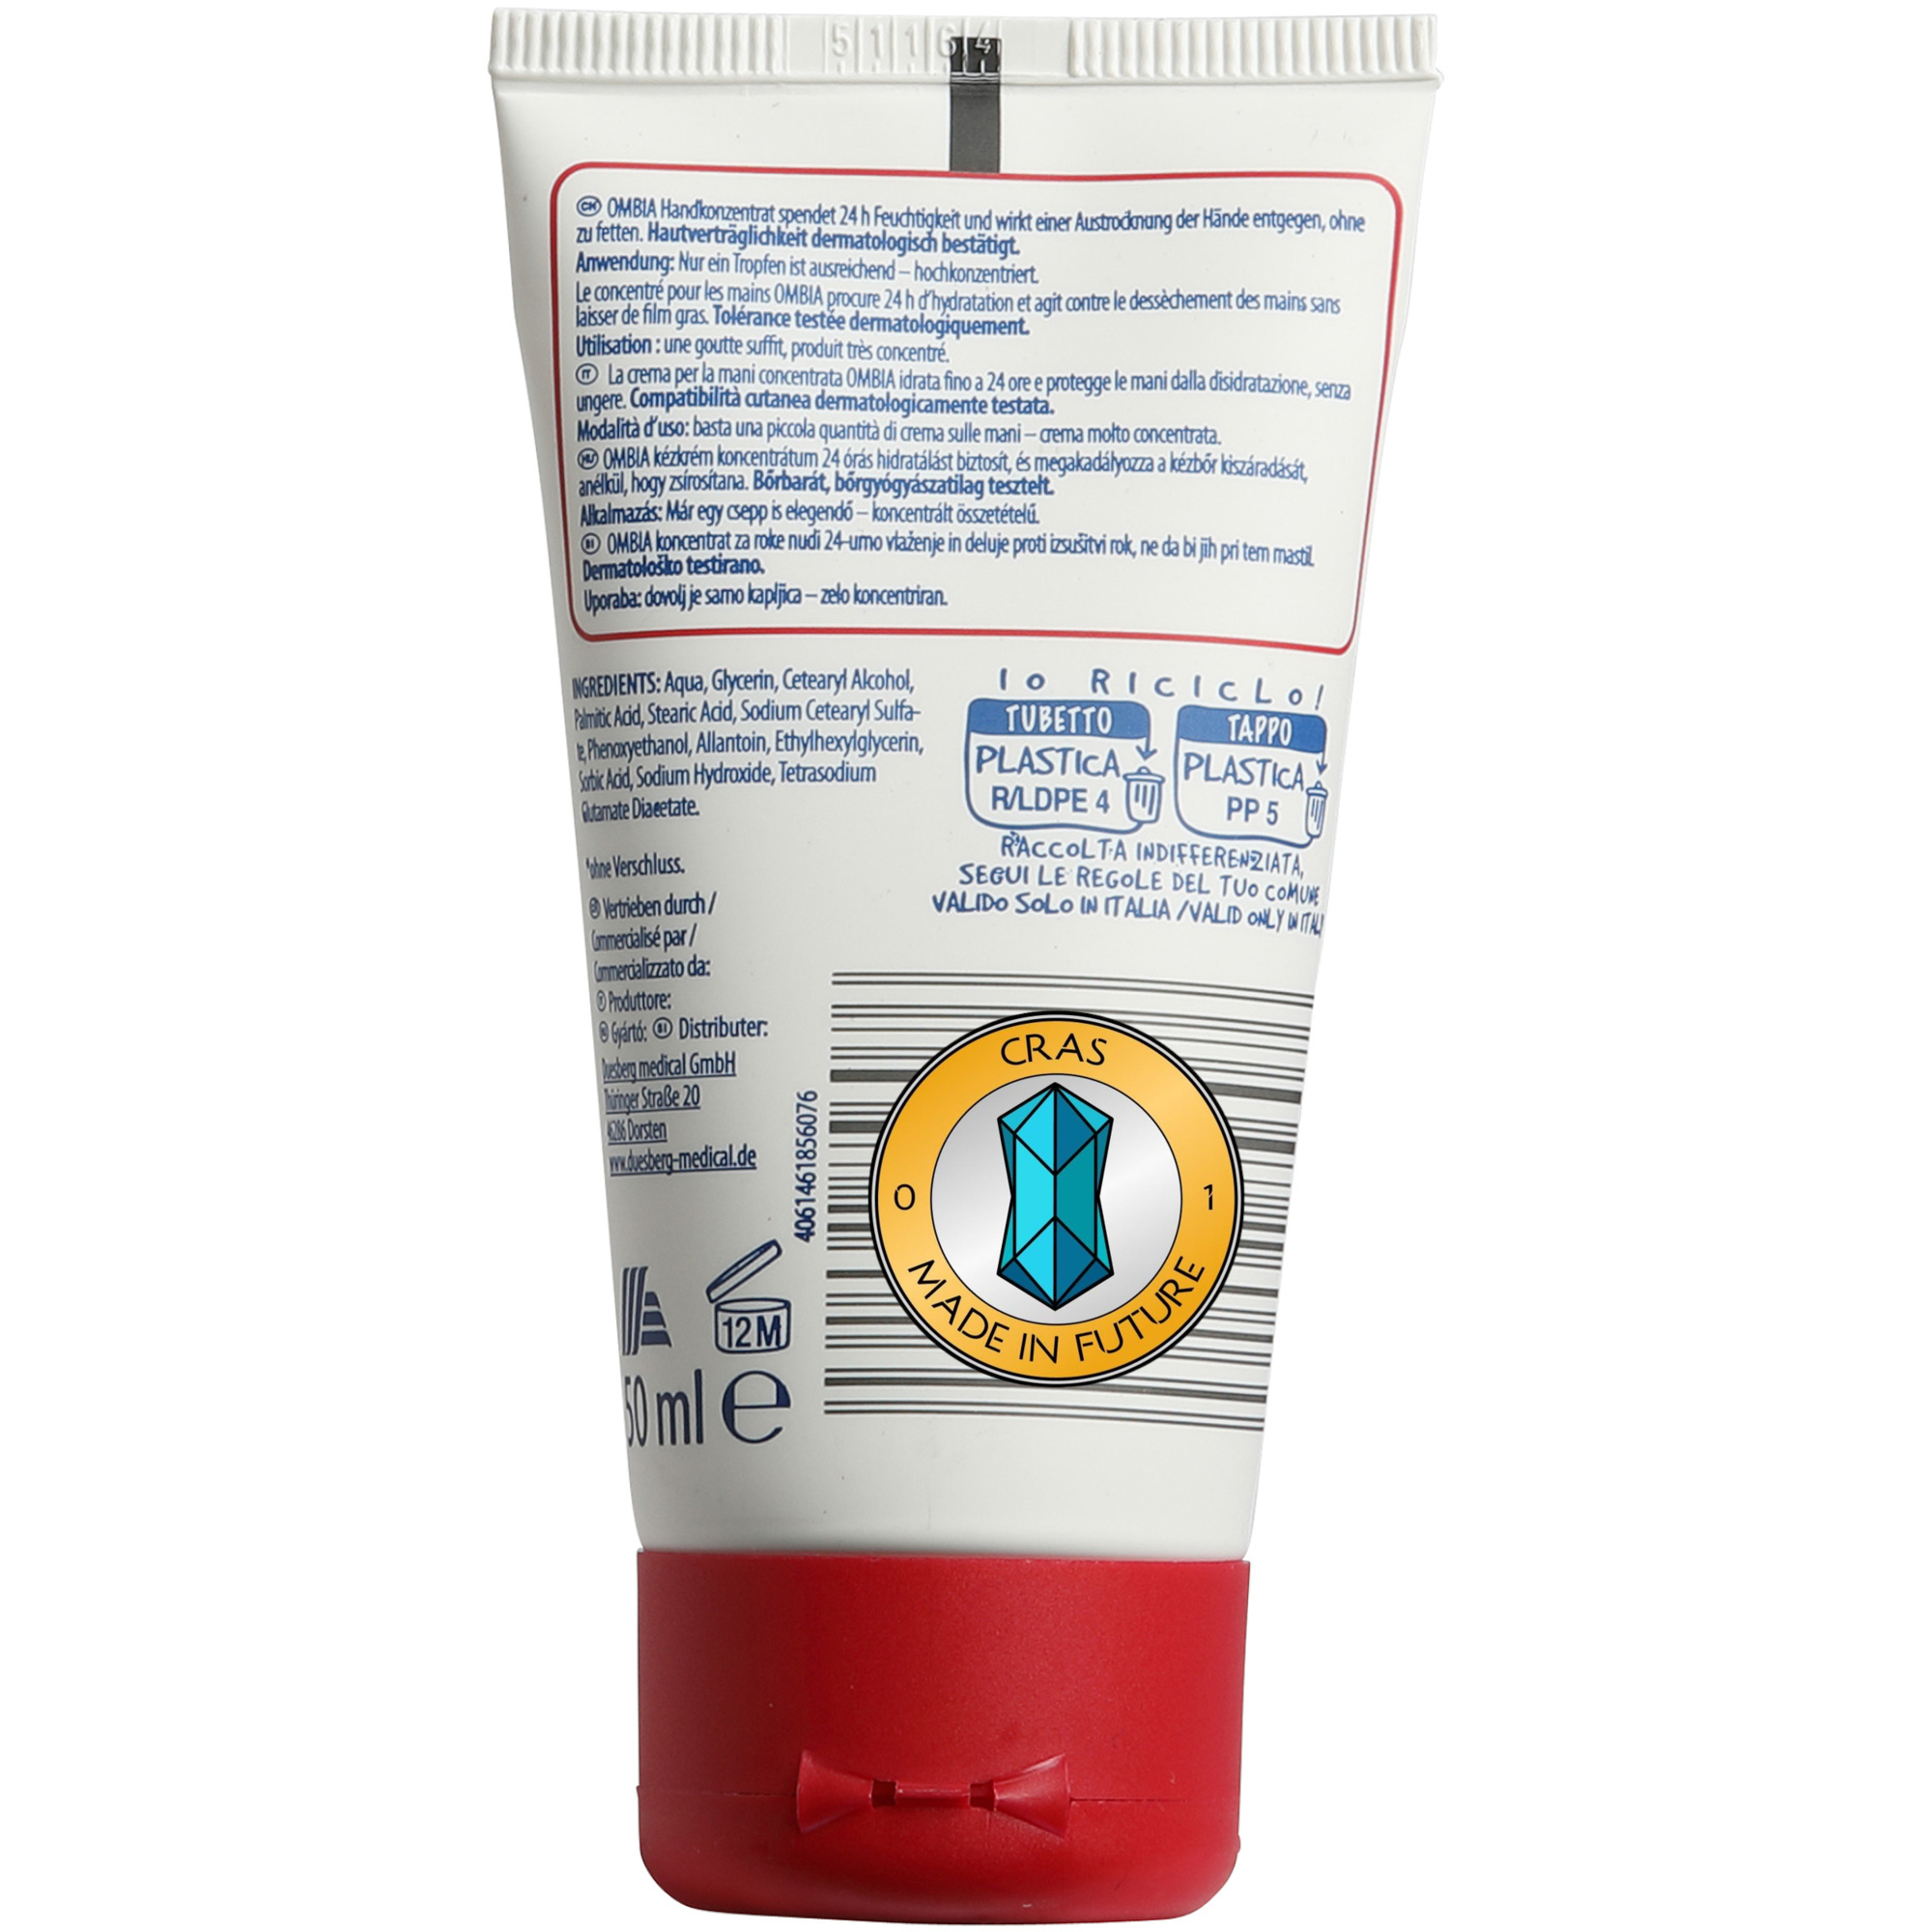 51164
CH OMBIA Handkonzentrat spendet 24 h Feuchtigkeit und wirkt einer Austrocknung der Hände entgegen, ohne
zu fetten. Hautverträglichkeit dermatologisch bestätigt.
Anwendung: Nur ein Tropfen ist ausreichend – hochkonzentriert.
Le concentré pour les mains OMBIA procure 24 h d'hydratation et agit contre le dessèchement des mains sans
laisser de film gras. Tolérance testée dermatologiquement.
Utilisation : une goutte suffit, produit très concentré.
IT La crema per la mani concentrata OMBIA idrata fino a 24 ore e protegge le mani dalla disidratazione, senza
ungere. Compatibilità cutanea dermatologicamente testata.
Modalità d'uso: basta una piccola quantità di crema sulle mani – crema molto concentrata.
HU OMBIA kézkrém koncentrátum 24 órás hidratálást biztosít, és megakadályozza a kézbőr kiszáradását,
anélkül, hogy zsírosítana. Bőrbarát, bőrgyógyászatilag tesztelt.
Alkalmazás: Már egy csepp is elegendő – koncentrált összetételű.
OMBIA koncentrat za roke nudi 24-urno vlaženje in deluje proti izsušitvi rok, ne da bi jih pri tem mastil.
Dermatološko testirano.
Uporaba: dovolj je samo kapljica – zelo koncentriran.
INGREDIENTS: Aqua, Glycerin, Cetearyl Alcohol,
Palmitic Acid, Stearic Acid, Sodium Cetearyl Sulfa-
te, Phenoxyethanol, Allantoin, Ethylhexylglycerin,
Sorbic Acid, Sodium Hydroxide, Tetrasodium
Glutamate Diacetate.
*ohne Verschluss.
Vertrieben durch /
Commercialisé par /
Commercializzato da:
Produttore:
Gyártó: Distributer:
Duesberg medical GmbH
Thüringer Straße 20
46286 Dorsten
www.duesberg-medical.de
IO RICICLO!
TUBETTO
PLASTICA
R/LDPE 4
TAPPO
PLASTICA
PP 5
RACCOLTA INDIFFERENZIATA,
SEGUI LE REGOLE DEL TUO COMUNE
VALIDO SOLO IN ITALIA / VALID ONLY IN ITAL
4061461856076
12 M
50 ml e
CRAS
0 1
MADE IN FUTURE